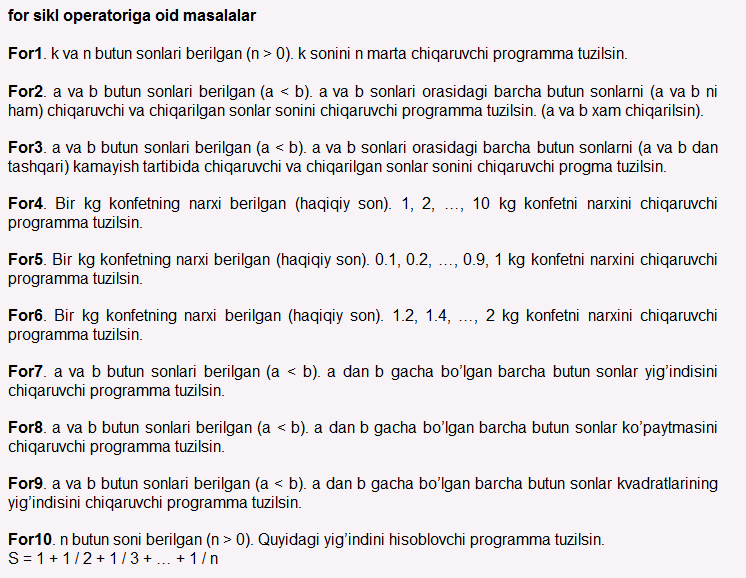 for sikl operatoriga oid masalalar
For1. k va n butun sonlari berilgan (n > 0). k sonini n marta chiqaruvchi programma tuzilsin.
For2. a va b butun sonlari berilgan (a < b). a va b sonlari orasidagi barcha butun sonlarni (a va b ni
ham) chiqaruvchi va chiqarilgan sonlar sonini chiqaruvchi programma tuzilsin. (a va b xam chiqarilsin).
For3. a va b butun sonlari berilgan (a < b). a va b sonlari orasidagi barcha butun sonlarni (a va b dan
tashqari) kamayish tartibida chiqaruvchi va chiqarilgan sonlar sonini chiqaruvchi progma tuzilsin.
For4. Bir kg konfetning narxi berilgan (haqiqiy son). 1, 2, ..., 10 kg konfetni narxini chiqaruvchi
programma tuzilsin.
For5. Bir kg konfetning narxi berilgan (haqiqiy son). 0.1, 0.2, ..., 0.9, 1 kg konfetni narxini chiqaruvchi
programma tuzilsin.
For6. Bir kg konfetning narxi berilgan (haqiqiy son). 1.2, 1.4, ..., 2 kg konfetni narxini chiqaruvchi
programma tuzilsin.
For7. a va b butun sonlari berilgan (a < b). a dan b gacha bo’lgan barcha butun sonlar yig’indisini
chiqaruvchi programma tuzilsin.
For8. a va b butun sonlari berilgan (a < b). a dan b gacha bo’lgan barcha butun sonlar ko’paytmasini
chiqaruvchi programma tuzilsin.
For9. a va b butun sonlari berilgan (a < b). a dan b gacha bo’lgan barcha butun sonlar kvadratlarining
yig’indisini chiqaruvchi programma tuzilsin.
For10. n butun soni berilgan (n > 0). Quyidagi yig’indini hisoblovchi programma tuzilsin.
S = 1 + 1 / 2 + 1 / 3 + ... + 1 / n